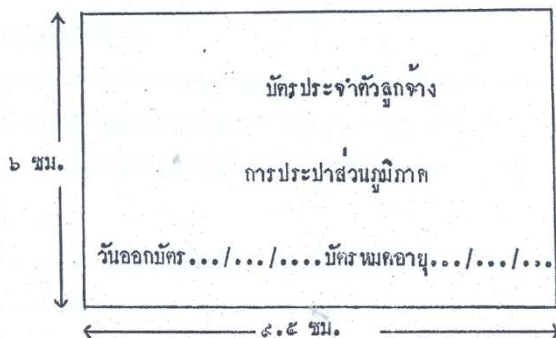 บัตรประจำตัวลูกจ้าง
๖ ซม.
การประปาส่วนภูมิภาค
วันออกบัตร.../.../....บัตรหมดอายุ.../.../...
๙.๕ ซม.